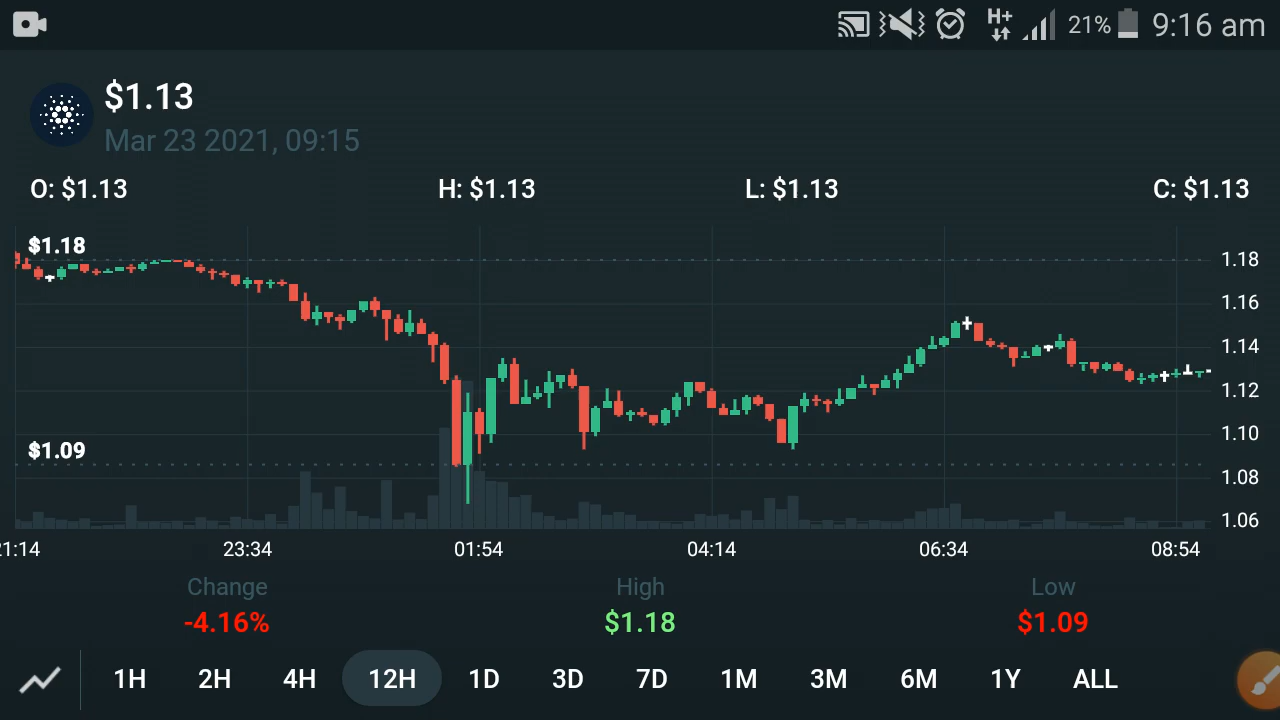 H+ 21% 9:16 am
$1.13
Mar 23 2021, 09:15
O: $1.13 H: $1.13 L: $1.13 C: $1.13
$1.18
1.18
1.16
1.14
1.12
1.10
$1.09
1.08
1.06
21:14 23:34 01:54 04:14 06:34 08:54
Change High Low
-4.16% $1.18 $1.09
1H 2H 4H 12H 1D 3D 7D 1M 3M 6M 1Y ALL